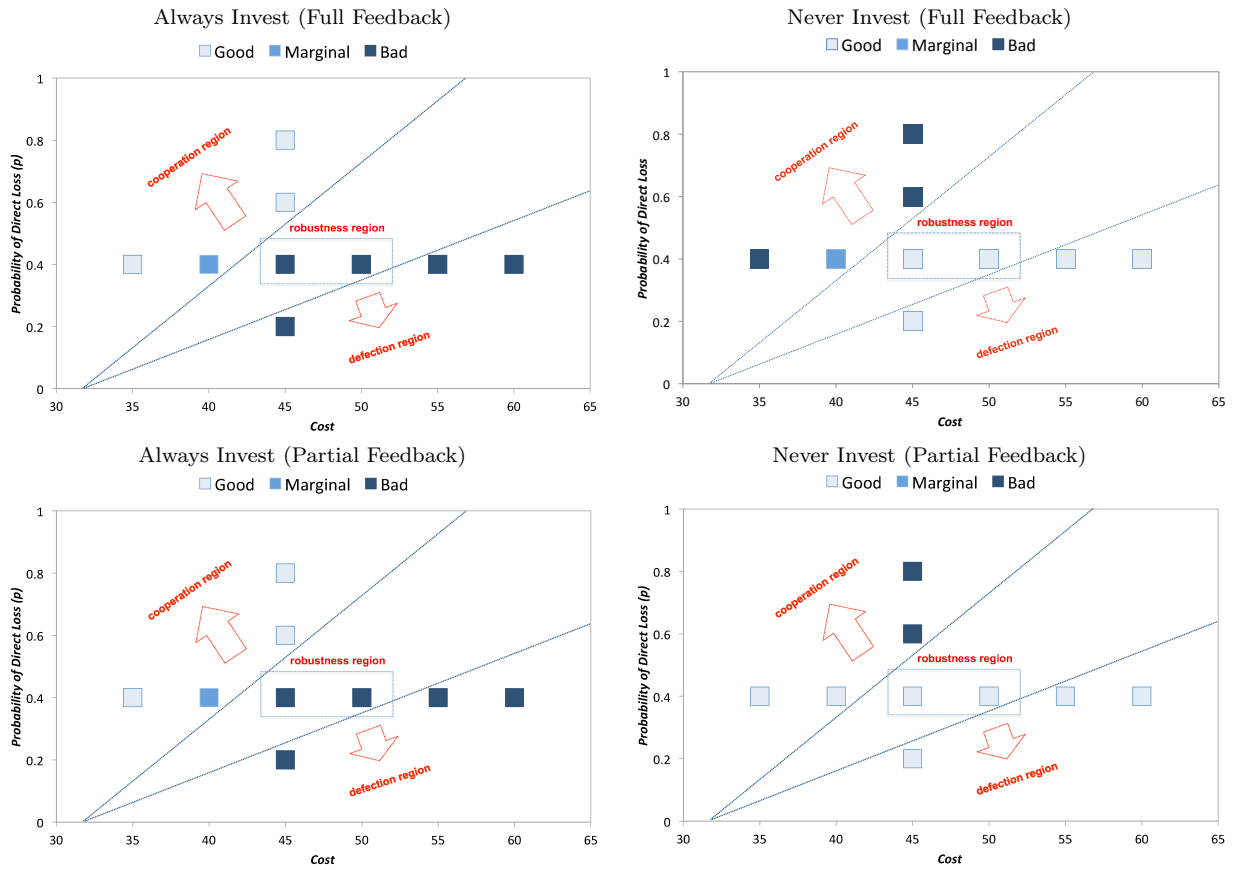 Always Invest (Full Feedback)
Good Marginal Bad
1
0.8
0.6
0.4
0.2
0
Probability of Direct Loss (p)
cooperation region
robustness region
defection region
30 35 40 45 50 55 60 65
Cost
Never Invest (Full Feedback)
Good Marginal Bad
1
0.8
0.6
0.4
0.2
0
Probability of Direct Loss
cooperation region
robustness region
defection region
30 35 40 45 50 55 60 65
Cost
Always Invest (Partial Feedback)
Good Marginal Bad
1
0.8
0.6
0.4
0.2
0
Probability of Direct Loss (p)
cooperation region
robustness region
defection region
30 35 40 45 50 55 60 65
Cost
Never Invest (Partial Feedback)
Good Marginal Bad
1
0.8
0.6
0.4
0.2
0
Probability of Direct Loss (p)
cooperation region
robustness region
defection region
30 35 40 45 50 55 60 65
Cost